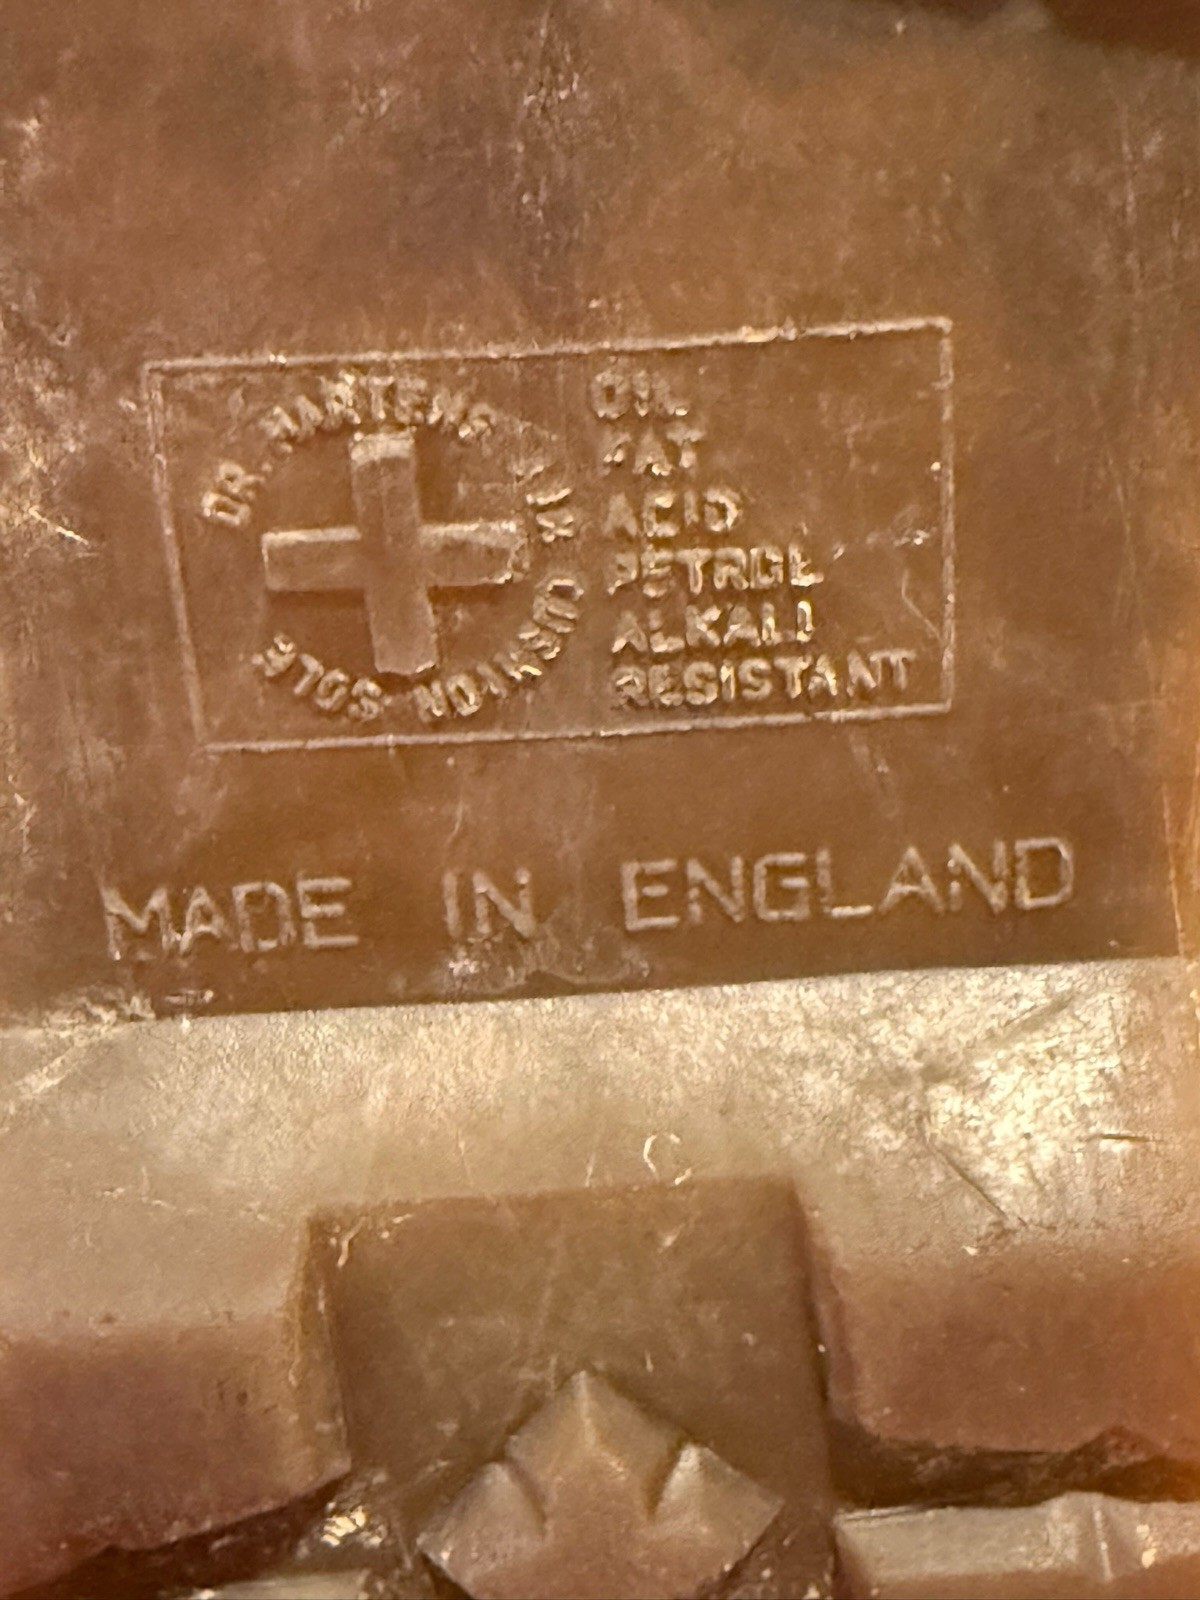 DR. MARTENS AIR CUSHION SOLE
OIL
FAT
ACID
PETROL
ALKALI
RESISTANT
MADE IN ENGLAND